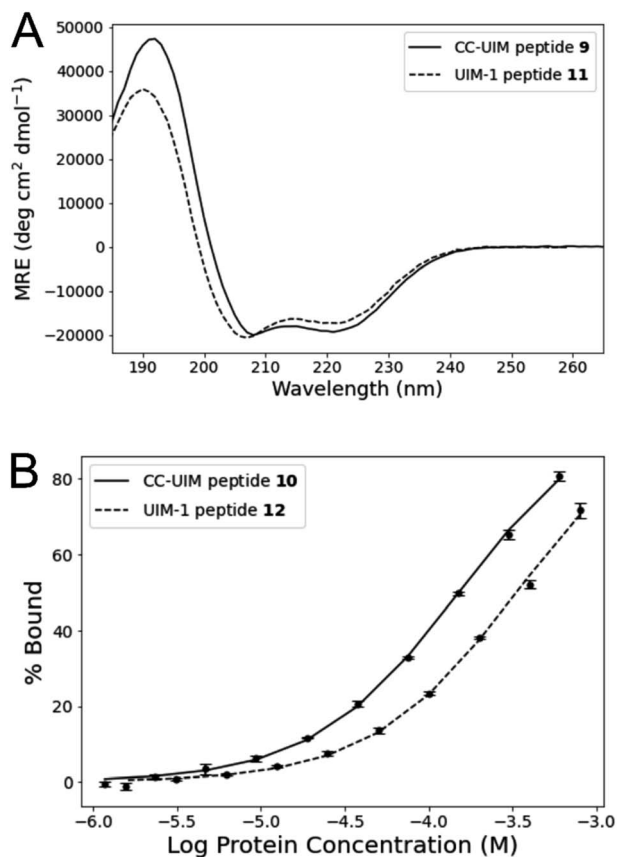 A
50000
40000
30000
20000
10000
0
−10000
−20000
MRE (deg cm² dmol⁻¹)
CC-UIM peptide 9
UIM-1 peptide 11
190 200 210 220 230 240 250 260
Wavelength (nm)
B
80
60
40
20
0
% Bound
CC-UIM peptide 10
UIM-1 peptide 12
−6.0 −5.5 −5.0 −4.5 −4.0 −3.5 −3.0
Log Protein Concentration (M)